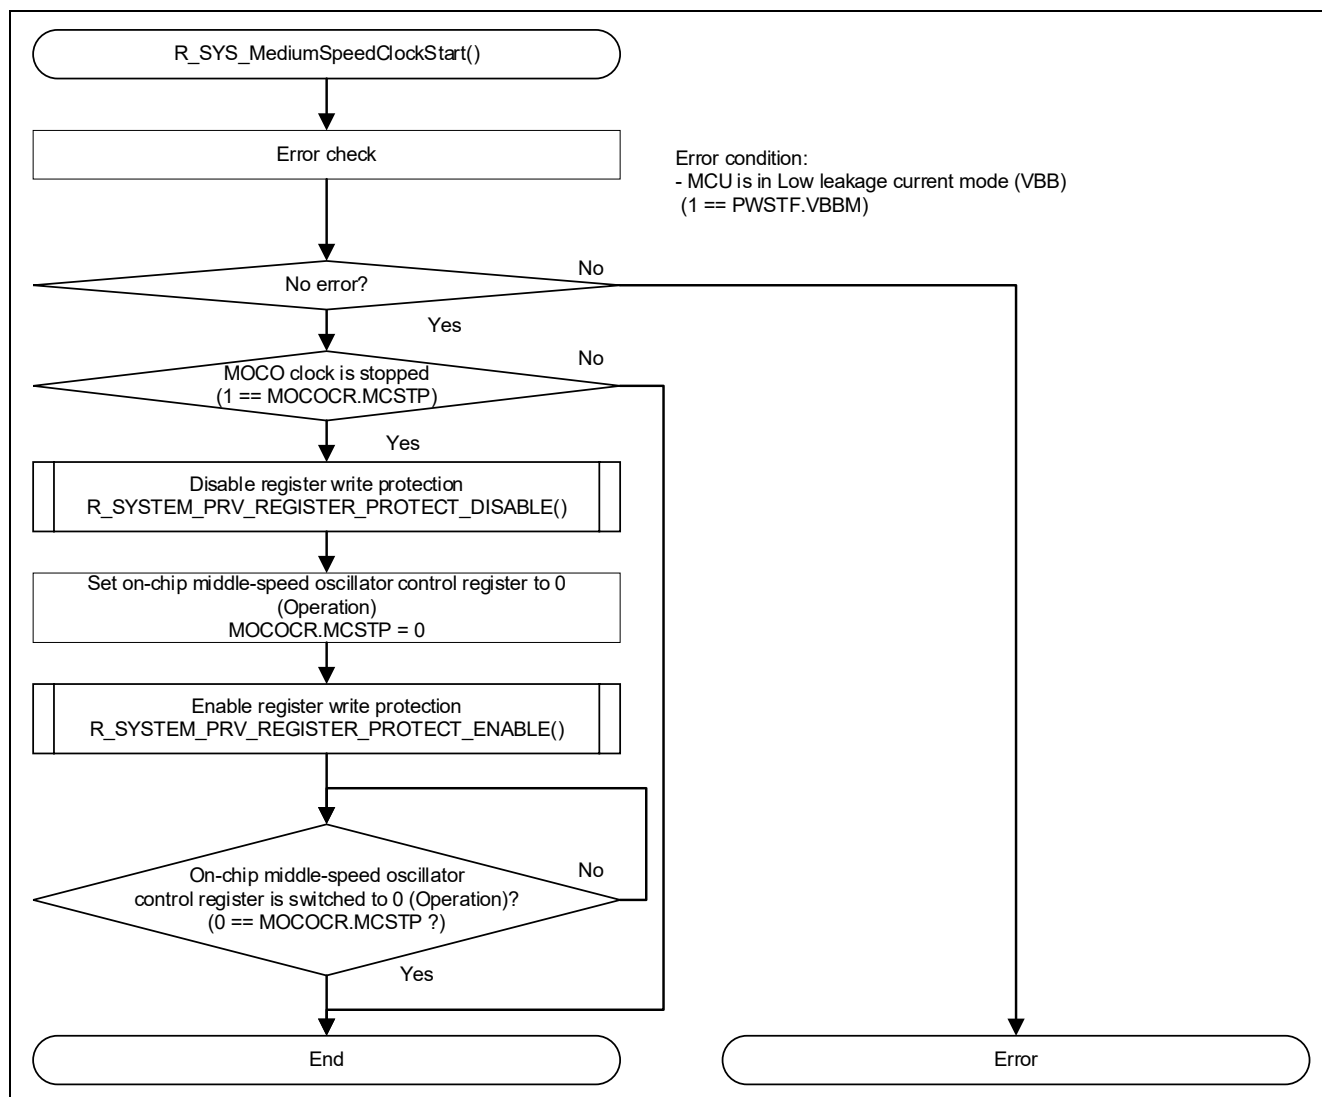 R_SYS_MediumSpeedClockStart()
Error check
Error condition:
- MCU is in Low leakage current mode (VBB)
(1 == PWSTF.VBBM)
No error?
No
Yes
MOCO clock is stopped
(1 == MOCOCR.MCSTP)
No
Yes
Disable register write protection
R_SYSTEM_PRV_REGISTER_PROTECT_DISABLE()
Set on-chip middle-speed oscillator control register to 0
(Operation)
MOCOCR.MCSTP = 0
Enable register write protection
R_SYSTEM_PRV_REGISTER_PROTECT_ENABLE()
On-chip middle-speed oscillator
control register is switched to 0 (Operation)?
(0 == MOCOCR.MCSTP ?)
No
Yes
End
Error